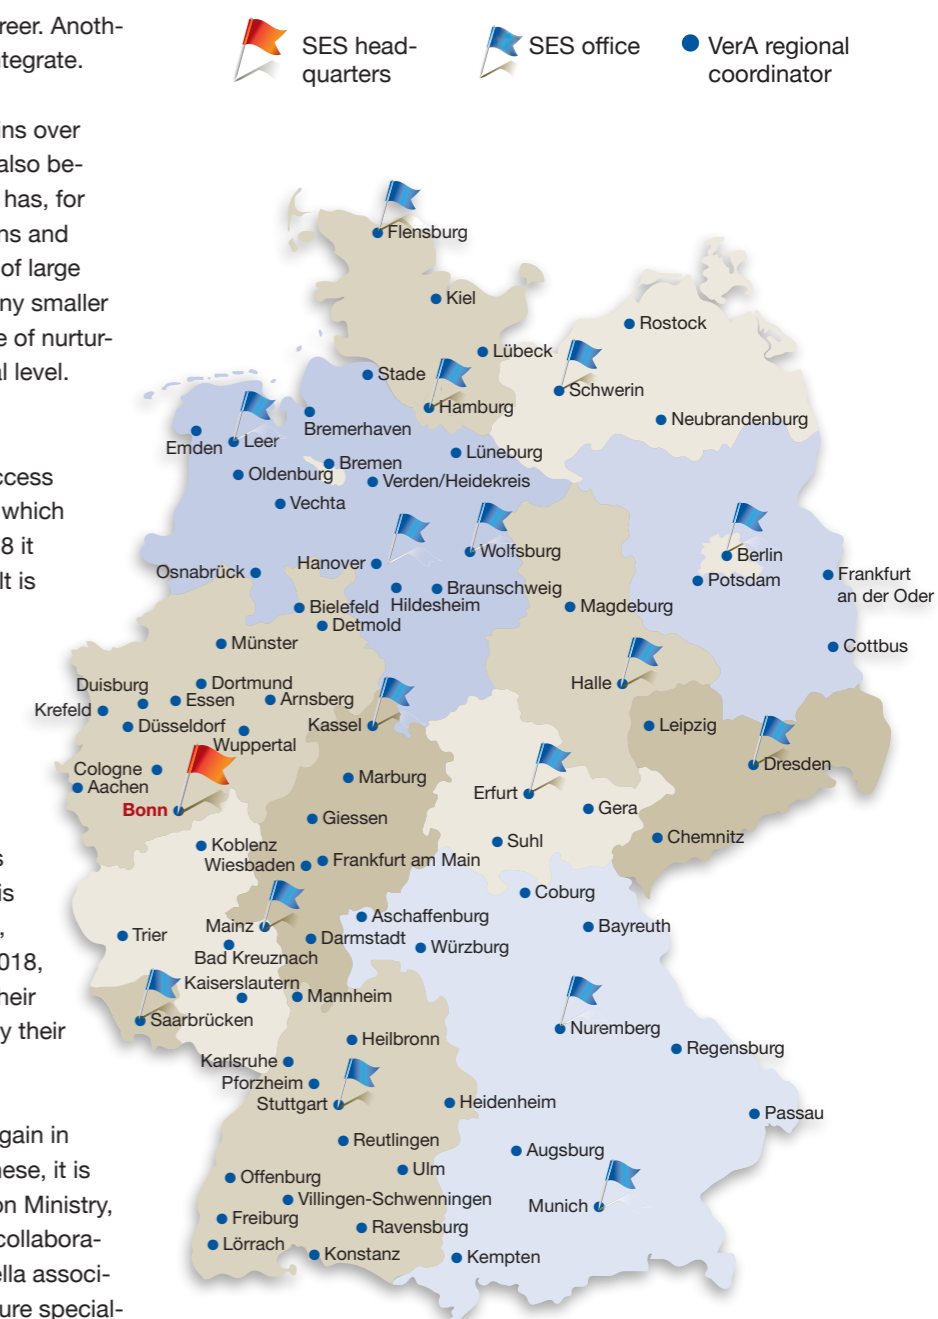 reer. Anoth-
ntegrate.
ins over
also be-
has, for
ns and
of large
ny smaller
e of nurtur-
al level.
ccess
which
8 it
lt is
s
is
,
018,
heir
y their
gain in
nese, it is
on Ministry,
collabora-
ella associ-
ure special-
SES head-
quarters
SES office
VerA regional
coordinator
Flensburg
Kiel
Rostock
Lübeck
Stade
Schwerin
Hamburg
Neubrandenburg
Bremerhaven
Emden
Leer
Lüneburg
Bremen
Oldenburg
Verden/Heidekreis
Vechta
Wolfsburg
Berlin
Hanover
Osnabrück
Potsdam
Frankfurt
an der Oder
Braunschweig
Hildesheim
Bielefeld
Magdeburg
Detmold
Münster
Cottbus
Duisburg
Dortmund
Halle
Essen
Arnsberg
Krefeld
Düsseldorf
Kassel
Leipzig
Wuppertal
Dresden
Cologne
Marburg
Aachen
Erfurt
Bonn
Gera
Giessen
Chemnitz
Suhl
Koblenz
Wiesbaden
Frankfurt am Main
Coburg
Aschaffenburg
Mainz
Bayreuth
Trier
Darmstadt
Würzburg
Bad Kreuznach
Kaiserslautern
Mannheim
Saarbrücken
Nuremberg
Heilbronn
Regensburg
Karlsruhe
Pforzheim
Stuttgart
Heidenheim
Passau
Reutlingen
Augsburg
Ulm
Offenburg
Villingen-Schwenningen
Munich
Freiburg
Ravensburg
Lörrach
Konstanz
Kempten